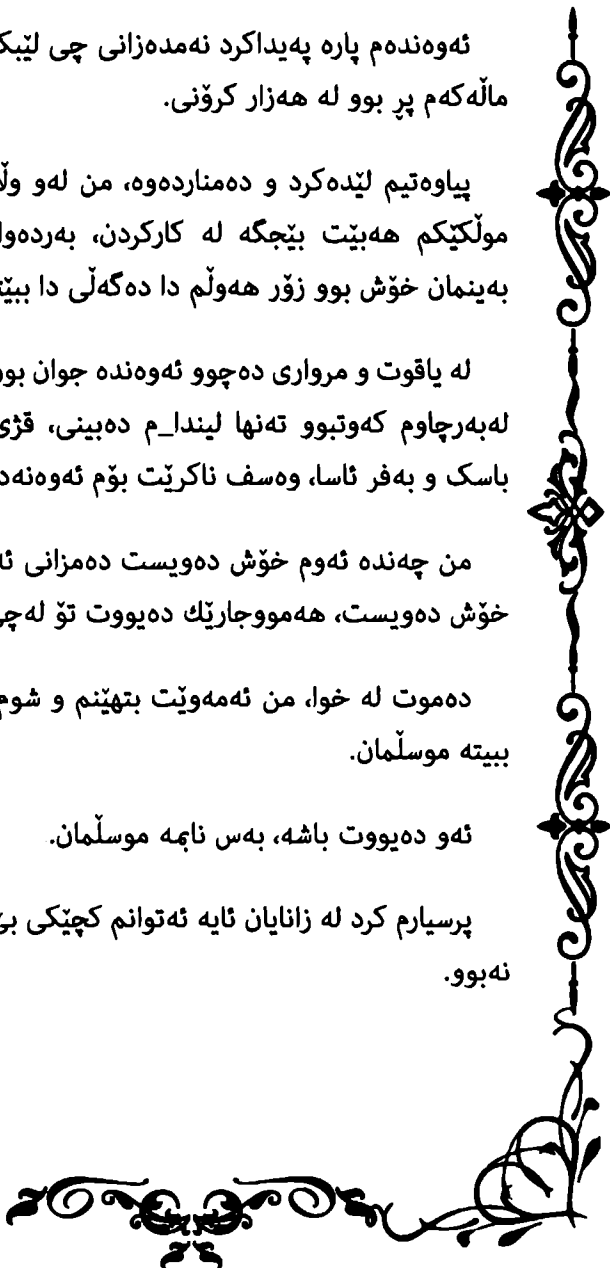 ئەوەندەم پارە پەیداکرد نەمدەزانی چی لێبک
ماڵەکەم پڕ بوو لە هەزار کرۆنی.
پیاوەتیم لێدەکرد و دەمناردەوە، من لەو وڵ
موڵکێکم هەبێت بێجگە لە کارکردن، بەردەوا
بەینمان خۆش بوو زۆر هەوڵم دا دەگەڵی دا ببێت
لە یاقوت و مرواری دەچوو ئەوەندە جوان بوو
لەبەرچاوم کەوتبوو تەنها لیندا_م دەبینی، قژی
باسک و بەفر ئاسا، وەسف ناکرێت بۆم ئەوەندە
من چەندە ئەوم خۆش دەویست دەمزانی ئە
خۆش دەویست، هەمووجارێك دەیووت تۆ لەچی
دەموت لە خوا، من ئەمەوێت بتهێنم و شوم
ببیتە موسڵمان.
ئەو دەیووت باشە، بەس نابمە موسڵمان.
پرسیارم کرد لە زانایان ئایە ئەتوانم کچێکی بێ
نەبوو.